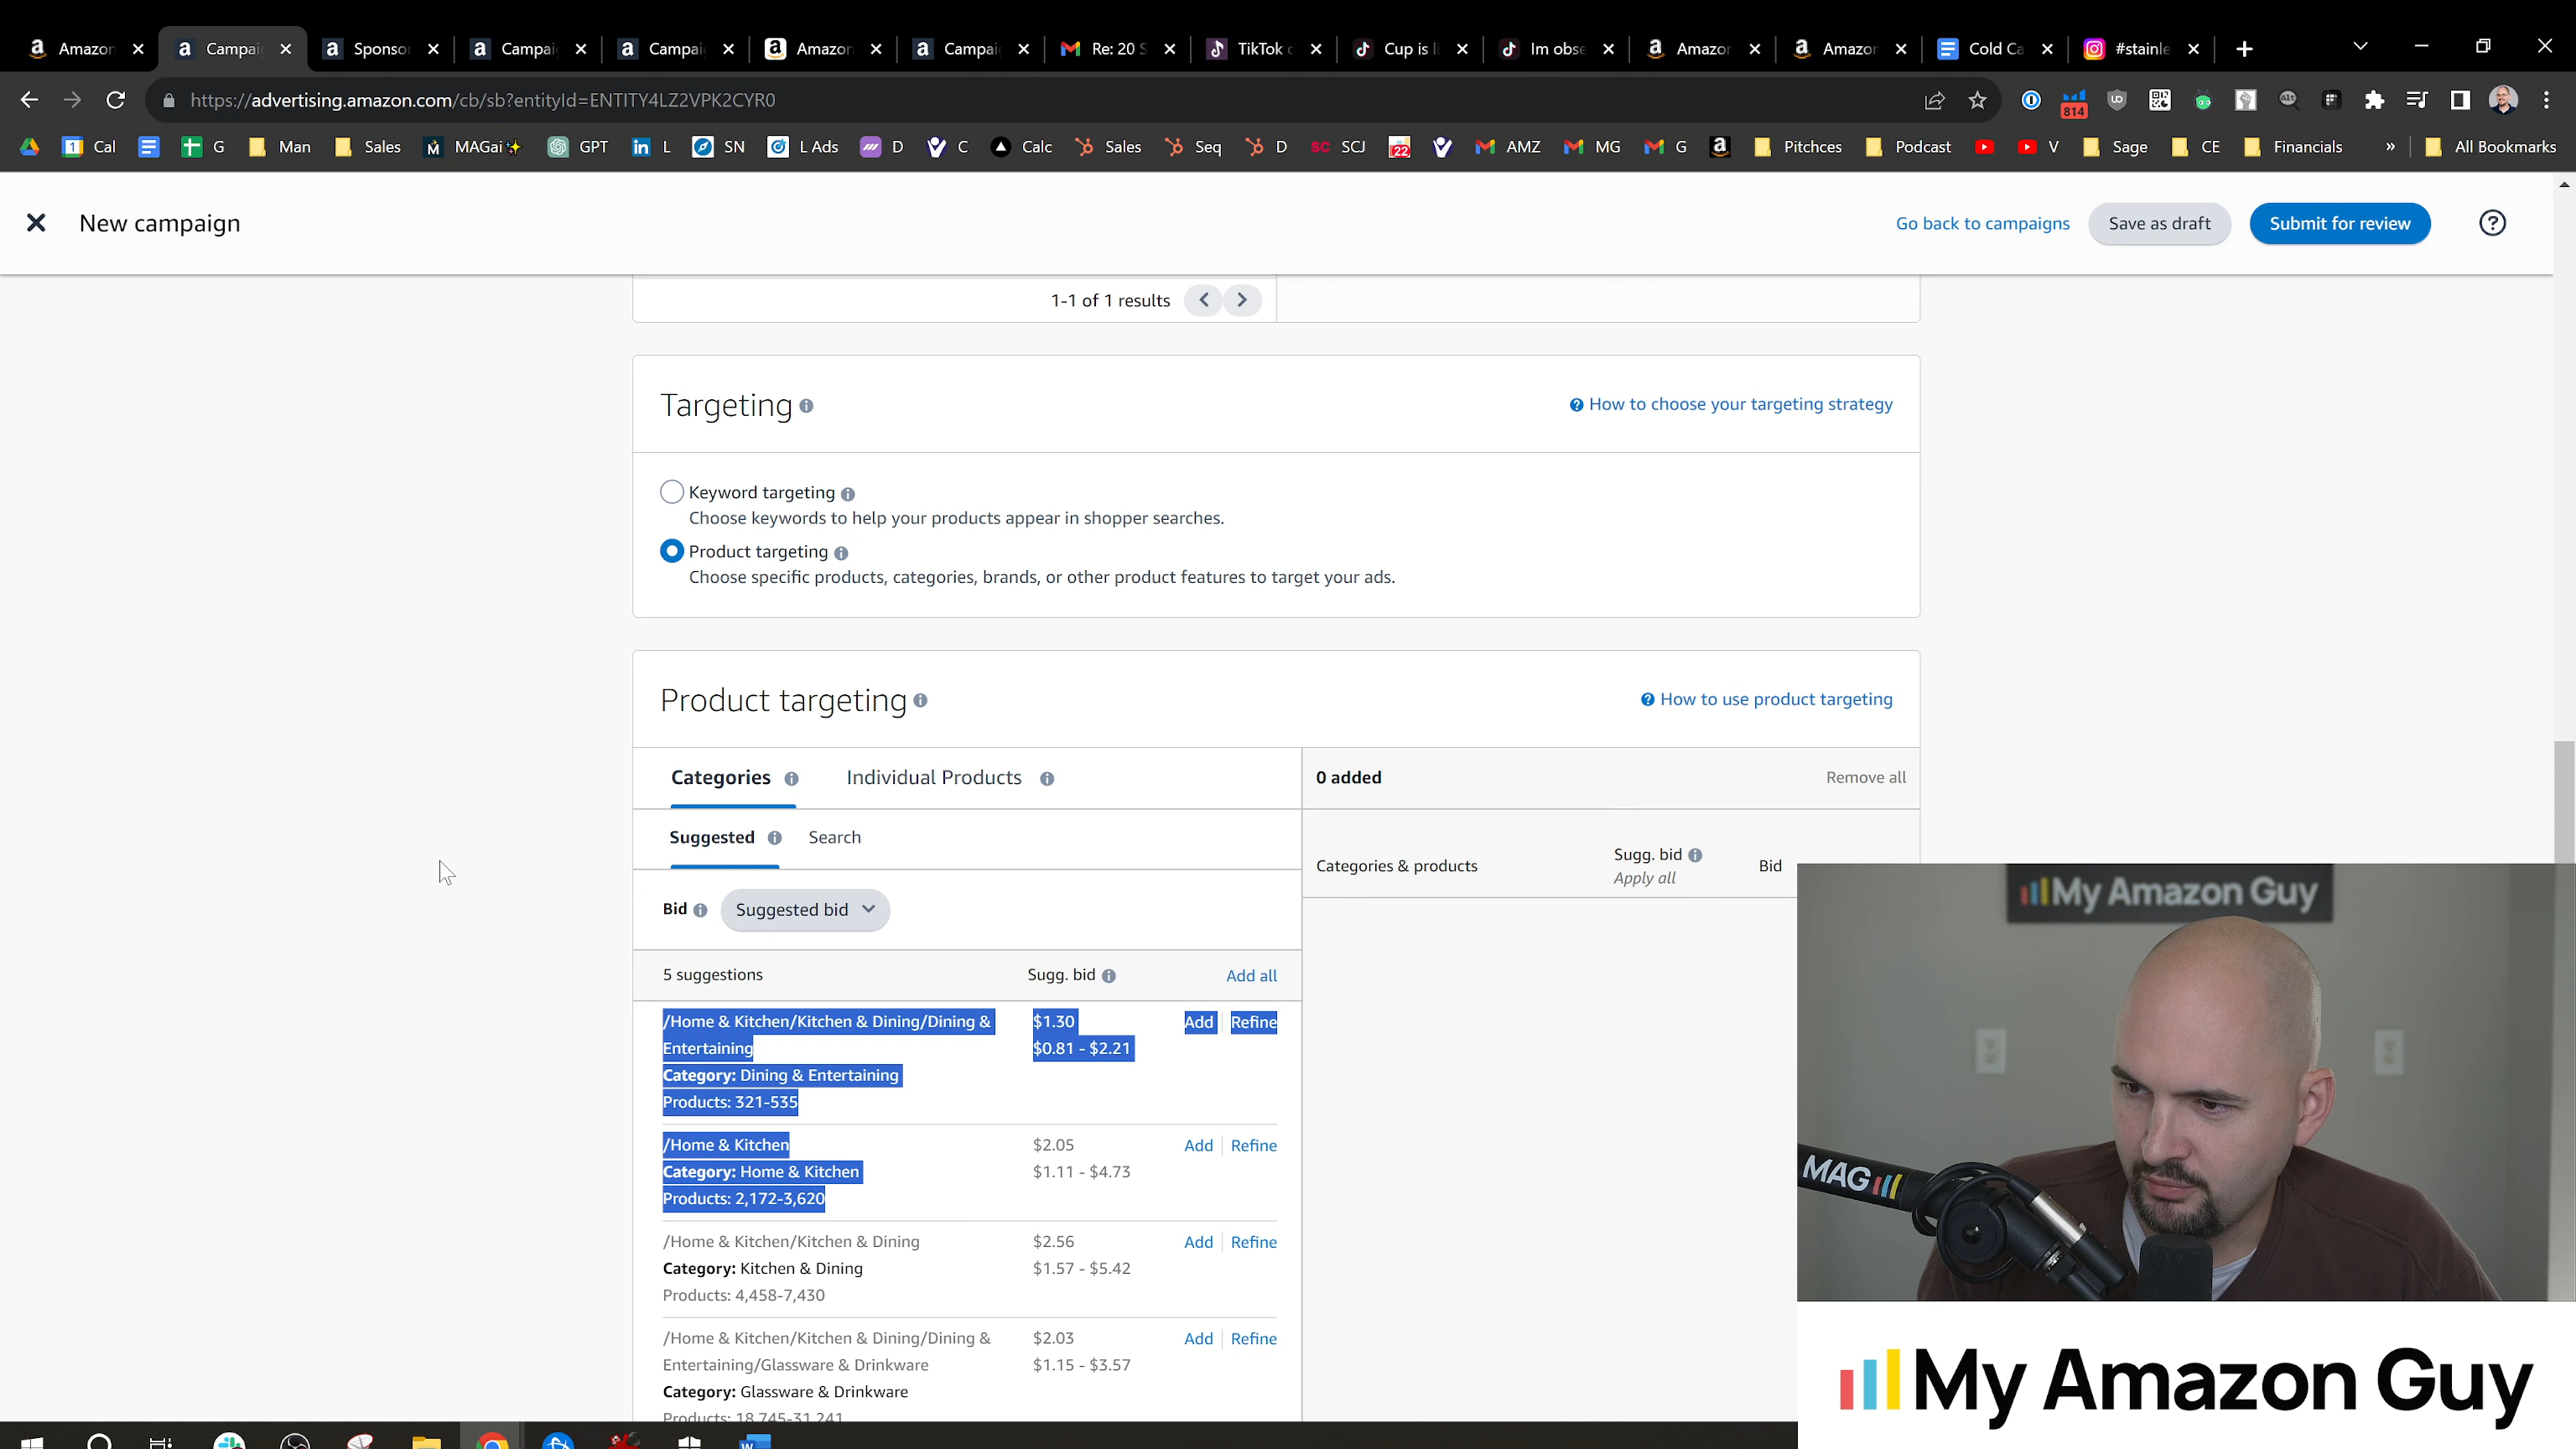 Amazon
Campai
Sponso
Campai
Campai
Amazon
Campai
Re: 20 S
TikTok c
Cup is li
Im obse
Amazon
Amazon
Cold Ca
#stainle
https://advertising.amazon.com/cb/sb?entityId=ENTITY4LZ2VPK2CYR0
814
Cal
G
Man
Sales
MAGai✨
GPT
L
SN
L Ads
D
C
Calc
Sales
Seq
D
SCJ
AMZ
MG
G
Pitchces
Podcast
V
Sage
CE
Financials
»
All Bookmarks
New campaign
Go back to campaigns
Save as draft
Submit for review
1-1 of 1 results
Targeting
How to choose your targeting strategy
Keyword targeting
Choose keywords to help your products appear in shopper searches.
Product targeting
Choose specific products, categories, brands, or other product features to target your ads.
Product targeting
How to use product targeting
Categories
Individual Products
0 added
Remove all
Suggested
Search
Categories & products
Sugg. bid
Apply all
Bid
Bid
Suggested bid
5 suggestions
Sugg. bid
Add all
/Home & Kitchen/Kitchen & Dining/Dining &
Entertaining
Category: Dining & Entertaining
Products: 321-535
$1.30
$0.81 - $2.21
Add
Refine
/Home & Kitchen
Category: Home & Kitchen
Products: 2,172-3,620
$2.05
$1.11 - $4.73
Add
Refine
/Home & Kitchen/Kitchen & Dining
Category: Kitchen & Dining
Products: 4,458-7,430
$2.56
$1.57 - $5.42
Add
Refine
/Home & Kitchen/Kitchen & Dining/Dining &
Entertaining/Glassware & Drinkware
Category: Glassware & Drinkware
Products: 18,745-31,241
$2.03
$1.15 - $3.57
Add
Refine
My Amazon Guy
MAG
My Amazon Guy